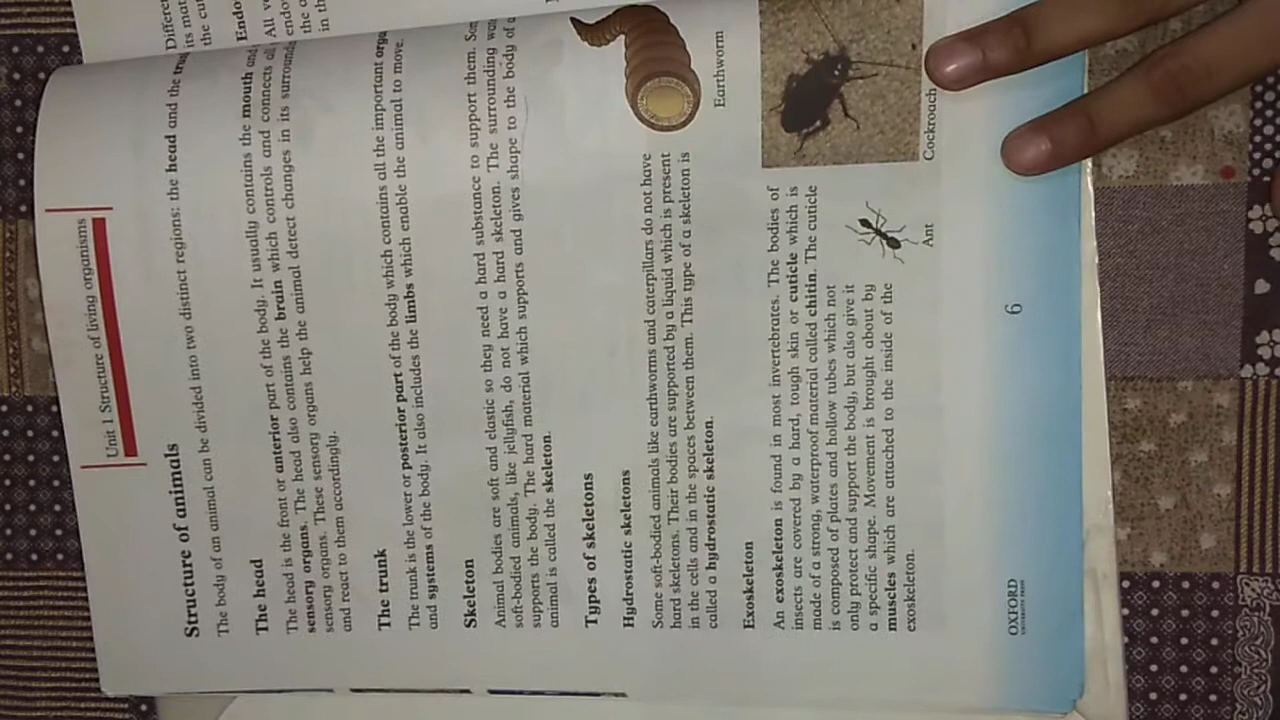 Unit 1 Structure of living organisms
Structure of animals
The body of an animal can be divided into two distinct regions: the head and the
The head
The head is the front or anterior part of the body. It usually contains the mouth and
sensory organs. The head also contains the brain which controls and connects all
sensory organs. These sensory organs help the animal detect changes in its
and react to them accordingly.
The trunk
The trunk is the lower or posterior part of the body which contains all the important
and systems of the body. It also includes the limbs which enable the animal to move.
Skeleton
Animal bodies are soft and elastic so they need a hard substance to support them.
soft-bodied animals, like jellyfish, do not have a hard skeleton. The surrounding
supports the body. The hard material which supports and gives shape to the body of
animal is called the skeleton.
Types of skeletons
Hydrostatic skeletons
Some soft-bodied animals like earthworms and caterpillars do not have
hard skeletons. Their bodies are supported by a liquid which is present
in the cells and in the spaces between them. This type of a skeleton is
called a hydrostatic skeleton.
Earthworm
Exoskeleton
An exoskeleton is found in most invertebrates. The bodies of
insects are covered by a hard, tough skin or cuticle which is
made of a strong, waterproof material called chitin. The cuticle
is composed of plates and hollow tubes which not
only protect and support the body, but also give it
a specific shape. Movement is brought about by
muscles which are attached to the inside of the
exoskeleton.
Cockroach
Ant
OXFORD
UNIVERSITY PRESS
6
Differen
its mat
the cut
Endo
All v
endo
the a
in th